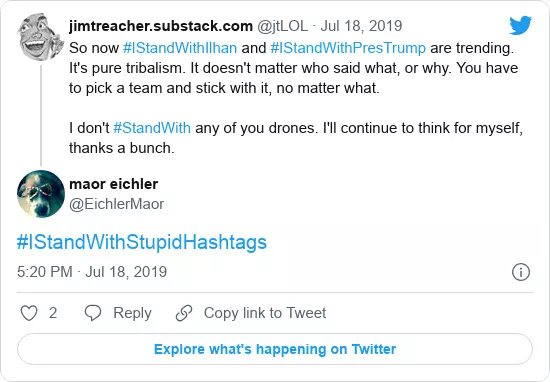 jimtreacher.substack.com @jtLOL · Jul 18, 2019
So now #IStandWithIlhan and #IStandWithPresTrump are trending.
It's pure tribalism. It doesn't matter who said what, or why. You have
to pick a team and stick with it, no matter what.
I don't #StandWith any of you drones. I'll continue to think for myself,
thanks a bunch.
maor eichler
@EichlerMaor
#IStandWithStupidHashtags
5:20 PM · Jul 18, 2019
2 Reply Copy link to Tweet
Explore what's happening on Twitter